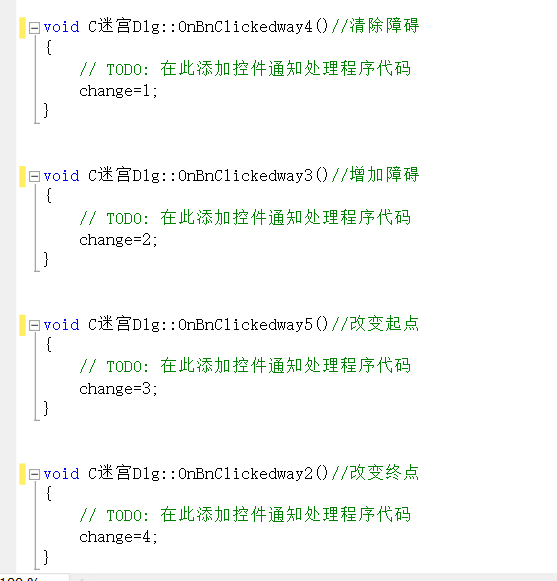 void C迷宫Dlg::OnBnClickedway4()//清除障碍
{
// TODO: 在此添加控件通知处理程序代码
change=1;
}
void C迷宫Dlg::OnBnClickedway3()//增加障碍
{
// TODO: 在此添加控件通知处理程序代码
change=2;
}
void C迷宫Dlg::OnBnClickedway5()//改变起点
{
// TODO: 在此添加控件通知处理程序代码
change=3;
}
void C迷宫Dlg::OnBnClickedway2()//改变终点
{
// TODO: 在此添加控件通知处理程序代码
change=4;
}